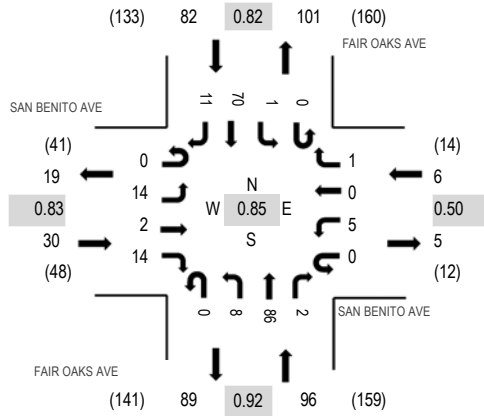 (133) 82 0.82 101 (160)
FAIR OAKS AVE
SAN BENITO AVE
11 70 1 0
(41) (14)
0 1
19 6
14 N 0
0.83 W 0.85 E 0.50
2 5
30 S 5
14 0
(48) (12)
0 8 86 2
SAN BENITO AVE
FAIR OAKS AVE
(141) 89 0.92 96 (159)